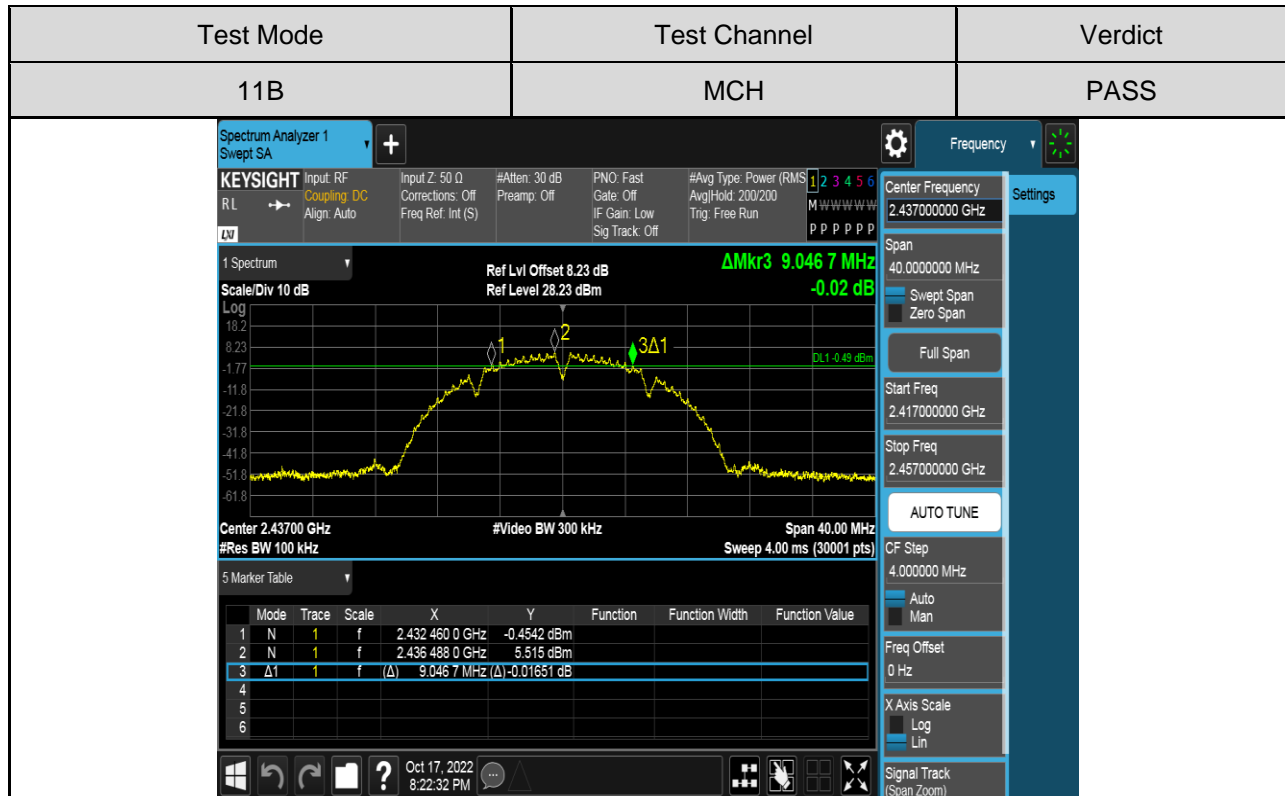 Test Mode Test Channel Verdict
11B MCH PASS
Spectrum Analyzer 1
Swept SA
+
Frequency
KEYSIGHT Input: RF Input Z: 50 Ω #Atten: 30 dB PNO: Fast #Avg Type: Power (RMS 1 2 3 4 5 6
RL Coupling: DC Corrections: Off Preamp: Off Gate: Off Avg|Hold: 200/200 M W W W W W
Align: Auto Freq Ref: Int (S) IF Gain: Low Trig: Free Run
LXI Sig Track: Off P P P P P P
1 Spectrum Ref Lvl Offset 8.23 dB ΔMkr3 9.046 7 MHz
Scale/Div 10 dB Ref Level 28.23 dBm -0.02 dB
Log
18.2
8.23
-1.77
-11.8
-21.8
-31.8
-41.8
-51.8
-61.8
1
2
3Δ1
DL1 -0.49 dBm
Center 2.43700 GHz #Video BW 300 kHz Span 40.00 MHz
#Res BW 100 kHz Sweep 4.00 ms (30001 pts)
5 Marker Table
Mode Trace Scale X Y Function Function Width Function Value
1 N 1 f 2.432 460 0 GHz -0.4542 dBm
2 N 1 f 2.436 488 0 GHz 5.515 dBm
3 Δ1 1 f (Δ) 9.046 7 MHz (Δ) -0.01651 dB
4
5
6
?
Oct 17, 2022
8:22:32 PM
Center Frequency
2.437000000 GHz
Settings
Span
40.0000000 MHz
Swept Span
Zero Span
Full Span
Start Freq
2.417000000 GHz
Stop Freq
2.457000000 GHz
AUTO TUNE
CF Step
4.000000 MHz
Auto
Man
Freq Offset
0 Hz
X Axis Scale
Log
Lin
Signal Track
(Span Zoom)